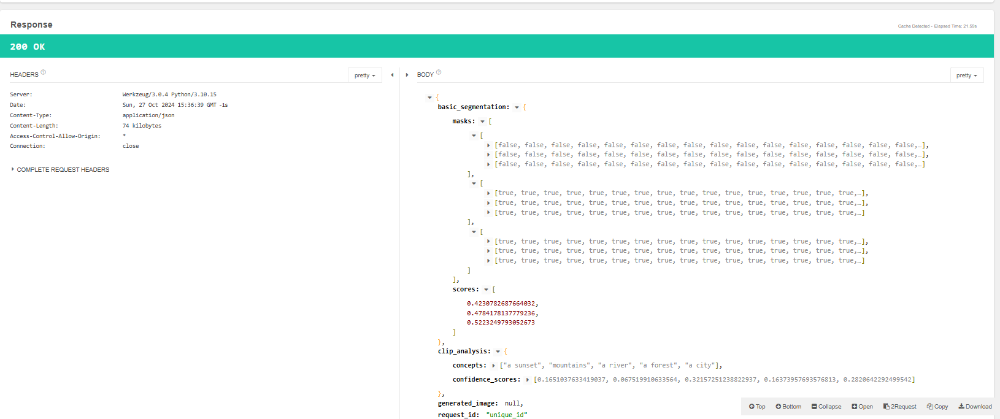 Response
Cache Detected - Elapsed Time: 21.59s
200 OK
HEADERS ?
pretty
Server: Werkzeug/3.0.4 Python/3.10.15
Date: Sun, 27 Oct 2024 15:36:39 GMT -1s
Content-Type: application/json
Content-Length: 74 kilobytes
Access-Control-Allow-Origin: *
Connection: close
COMPLETE REQUEST HEADERS
BODY ?
pretty
{
basic_segmentation: {
masks: [
[
[false, false, false, false, false, false, false, false, false, false, false, false, false, false, false, false,…],
[false, false, false, false, false, false, false, false, false, false, false, false, false, false, false, false,…],
[false, false, false, false, false, false, false, false, false, false, false, false, false, false, false, false,…]
],
[
[true, true, true, true, true, true, true, true, true, true, true, true, true, true, true, true,…],
[true, true, true, true, true, true, true, true, true, true, true, true, true, true, true, true,…],
[true, true, true, true, true, true, true, true, true, true, true, true, true, true, true, true,…]
],
[
[true, true, true, true, true, true, true, true, true, true, true, true, true, true, true, true,…],
[true, true, true, true, true, true, true, true, true, true, true, true, true, true, true, true,…],
[true, true, true, true, true, true, true, true, true, true, true, true, true, true, true, true,…]
]
],
scores: [
0.4230782687664032,
0.4784178137779236,
0.5223249793052673
]
},
clip_analysis: {
concepts: ["a sunset", "mountains", "a river", "a forest", "a city"],
confidence_scores: [0.1651037633419037, 0.067519910633564, 0.32157251238822937, 0.16373957693576813, 0.2820642292499542]
},
generated_image: null,
request_id: "unique_id"
Top Bottom Collapse Open 2Request Copy Download